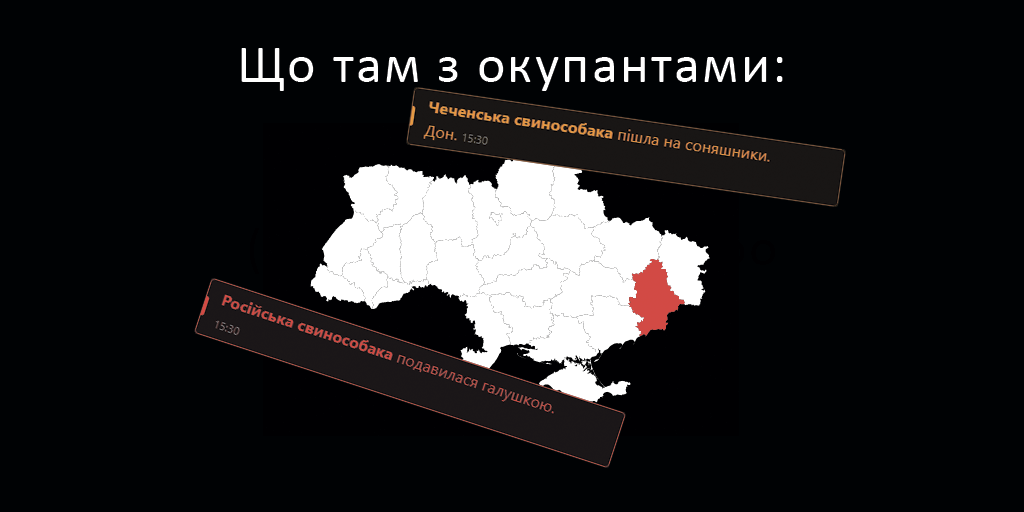 Що там з окупантами:
Чеченська свинособака пішла на соняшники.
Дон. 15:30
Російська свинособака подавилася галушкою.
15:30